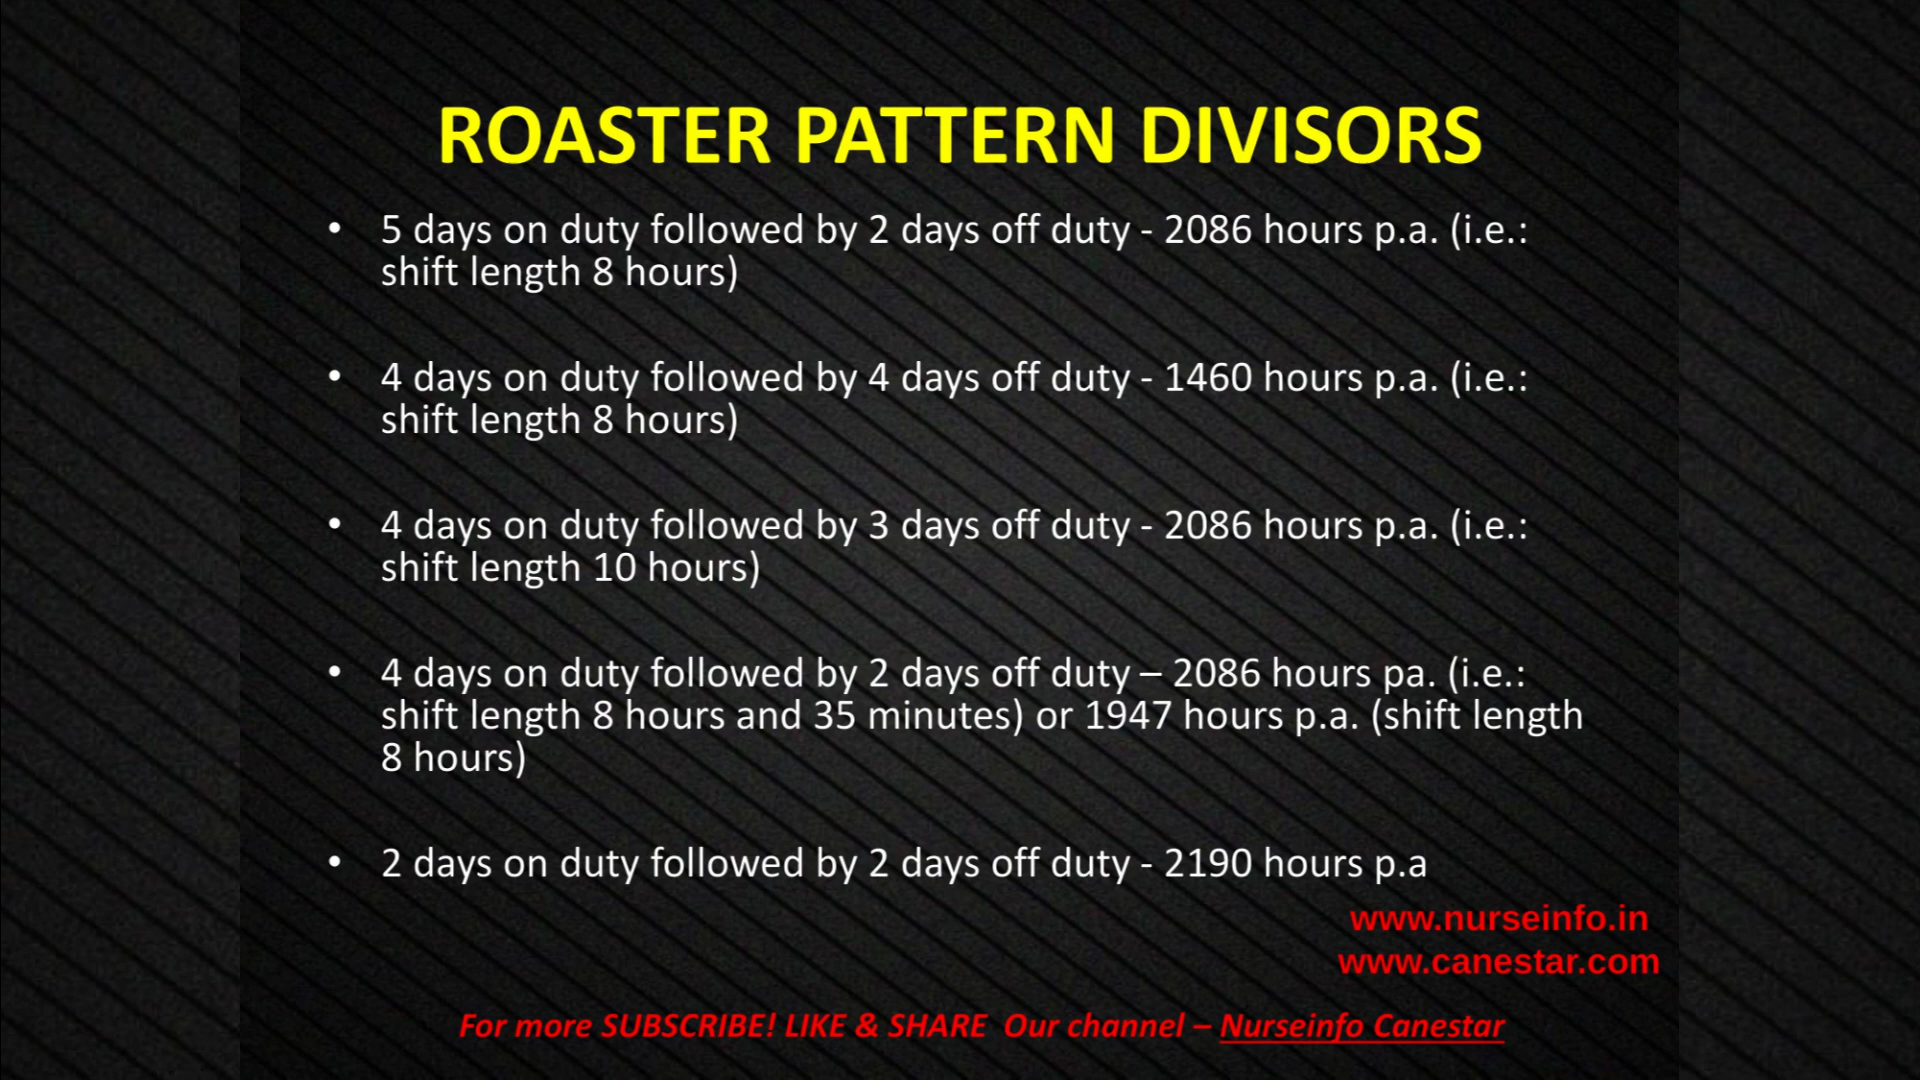 ROASTER PATTERN DIVISORS
• 5 days on duty followed by 2 days off duty - 2086 hours p.a. (i.e.:
shift length 8 hours)
• 4 days on duty followed by 4 days off duty - 1460 hours p.a. (i.e.:
shift length 8 hours)
• 4 days on duty followed by 3 days off duty - 2086 hours p.a. (i.e.:
shift length 10 hours)
• 4 days on duty followed by 2 days off duty – 2086 hours pa. (i.e.:
shift length 8 hours and 35 minutes) or 1947 hours p.a. (shift length
8 hours)
• 2 days on duty followed by 2 days off duty - 2190 hours p.a
www.nurseinfo.in
www.canestar.com
For more SUBSCRIBE! LIKE & SHARE Our channel – Nurseinfo Canestar